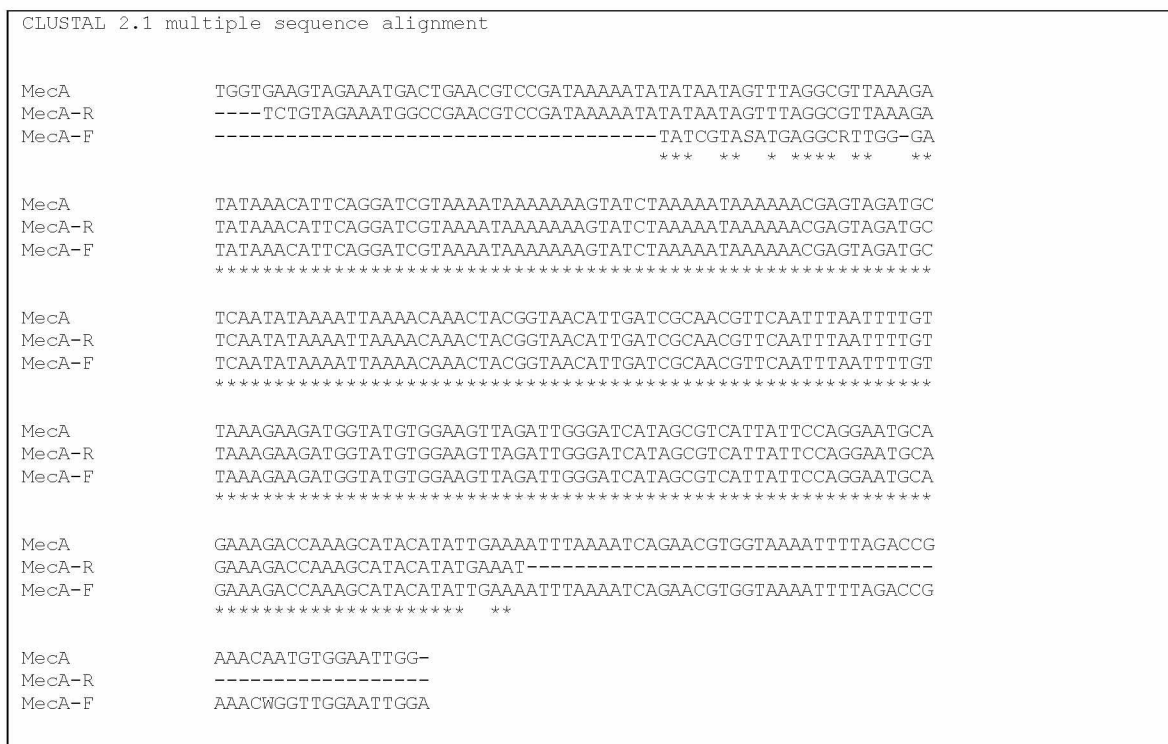 CLUSTAL 2.1 multiple sequence alignment
MecA TGGTGAAGTAGAAATGACTGAACGTCCGATAAAAATATATAATAGTTTAGGCGTTAAAGA
MecA-R ----TCTGTAGAAATGGCCGAACGTCCGATAAAAATATATAATAGTTTAGGCGTTAAAGA
MecA-F -------------------------------------TATCGTASATGAGGCRTTGG-GA
*** ** * **** ** **
MecA TATAAACATTCAGGATCGTAAAATAAAAAAAGTATCTAAAAATAAAAAACGAGTAGATGC
MecA-R TATAAACATTCAGGATCGTAAAATAAAAAAAGTATCTAAAAATAAAAAACGAGTAGATGC
MecA-F TATAAACATTCAGGATCGTAAAATAAAAAAAGTATCTAAAAATAAAAAACGAGTAGATGC
************************************************************
MecA TCAATATAAAATTAAAACAAACTACGGTAACATTGATCGCAACGTTCAATTTAATTTTGT
MecA-R TCAATATAAAATTAAAACAAACTACGGTAACATTGATCGCAACGTTCAATTTAATTTTGT
MecA-F TCAATATAAAATTAAAACAAACTACGGTAACATTGATCGCAACGTTCAATTTAATTTTGT
************************************************************
MecA TAAAGAAGATGGTATGTGGAAGTTAGATTGGGATCATAGCGTCATTATTCCAGGAATGCA
MecA-R TAAAGAAGATGGTATGTGGAAGTTAGATTGGGATCATAGCGTCATTATTCCAGGAATGCA
MecA-F TAAAGAAGATGGTATGTGGAAGTTAGATTGGGATCATAGCGTCATTATTCCAGGAATGCA
************************************************************
MecA GAAAGACCAAAGCATACATATTGAAAATTTAAAATCAGAACGTGGTAAAATTTTAGACCG
MecA-R GAAAGACCAAAGCATACATATGAAAT----------------------------------
MecA-F GAAAGACCAAAGCATACATATTGAAAATTTAAAATCAGAACGTGGTAAAATTTTAGACCG
********************* **
MecA AAACAATGTGGAATTGG-
MecA-R ------------------
MecA-F AAACWGGTTGGAATTGGA